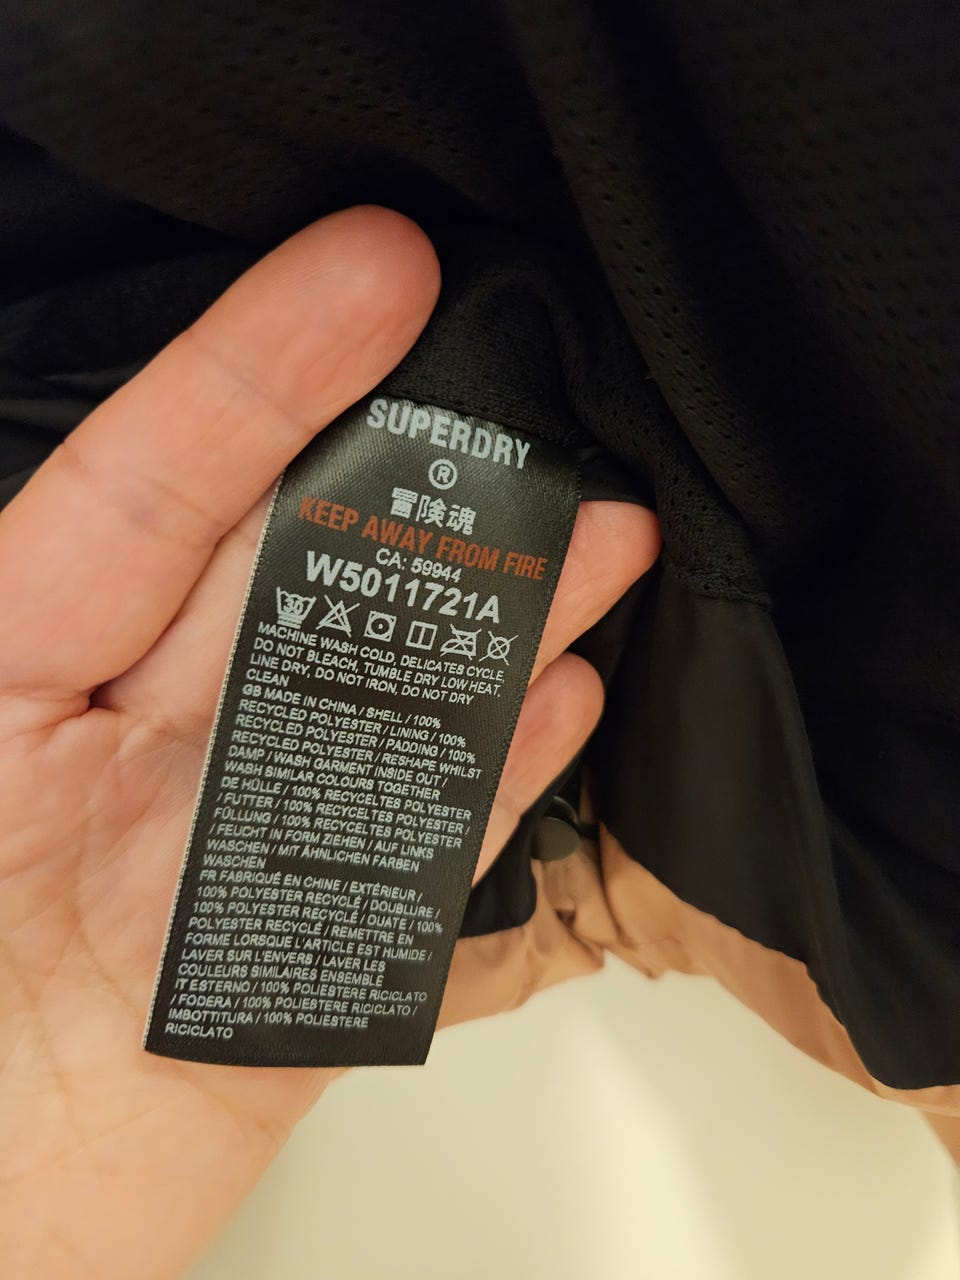 SUPERDRY
®
冒険魂
KEEP AWAY FROM FIRE
CA: 59944
W5011721A
30
MACHINE WASH COLD, DELICATES CYCLE,
DO NOT BLEACH, TUMBLE DRY LOW HEAT,
LINE DRY, DO NOT IRON, DO NOT DRY
CLEAN
GB MADE IN CHINA / SHELL / 100%
RECYCLED POLYESTER / LINING / 100%
RECYCLED POLYESTER / PADDING / 100%
RECYCLED POLYESTER / RESHAPE WHILST
DAMP / WASH GARMENT INSIDE OUT /
WASH SIMILAR COLOURS TOGETHER
DE HÜLLE / 100% RECYCELTES POLYESTER
/ FUTTER / 100% RECYCELTES POLYESTER /
FÜLLUNG / 100% RECYCELTES POLYESTER
/ FEUCHT IN FORM ZIEHEN / AUF LINKS
WASCHEN / MIT ÄHNLICHEN FARBEN
WASCHEN
FR FABRIQUÉ EN CHINE / EXTÉRIEUR /
100% POLYESTER RECYCLÉ / DOUBLURE /
100% POLYESTER RECYCLÉ / OUATE / 100%
POLYESTER RECYCLÉ / REMETTRE EN
FORME LORSQUE L'ARTICLE EST HUMIDE /
LAVER SUR L'ENVERS / LAVER LES
COULEURS SIMILAIRES ENSEMBLE
IT ESTERNO / 100% POLIESTERE RICICLATO
/ FODERA / 100% POLIESTERE RICICLATO /
IMBOTTITURA / 100% POLIESTERE
RICICLATO